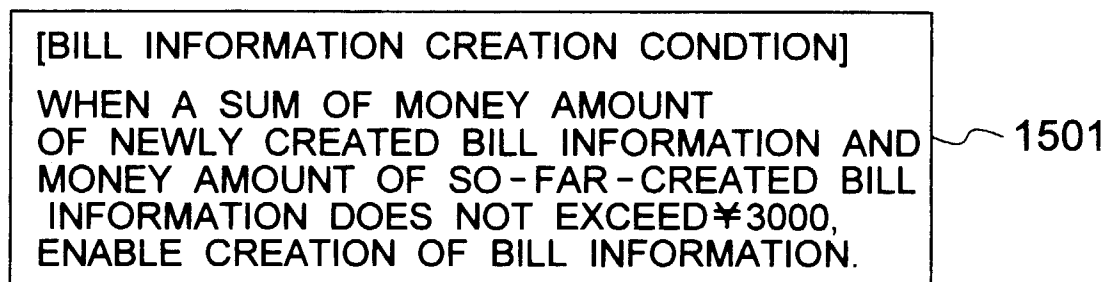 [BILL INFORMATION CREATION CONDTION]
WHEN A SUM OF MONEY AMOUNT
OF NEWLY CREATED BILL INFORMATION AND
MONEY AMOUNT OF SO-FAR-CREATED BILL
INFORMATION DOES NOT EXCEED¥3000,
ENABLE CREATION OF BILL INFORMATION.
1501